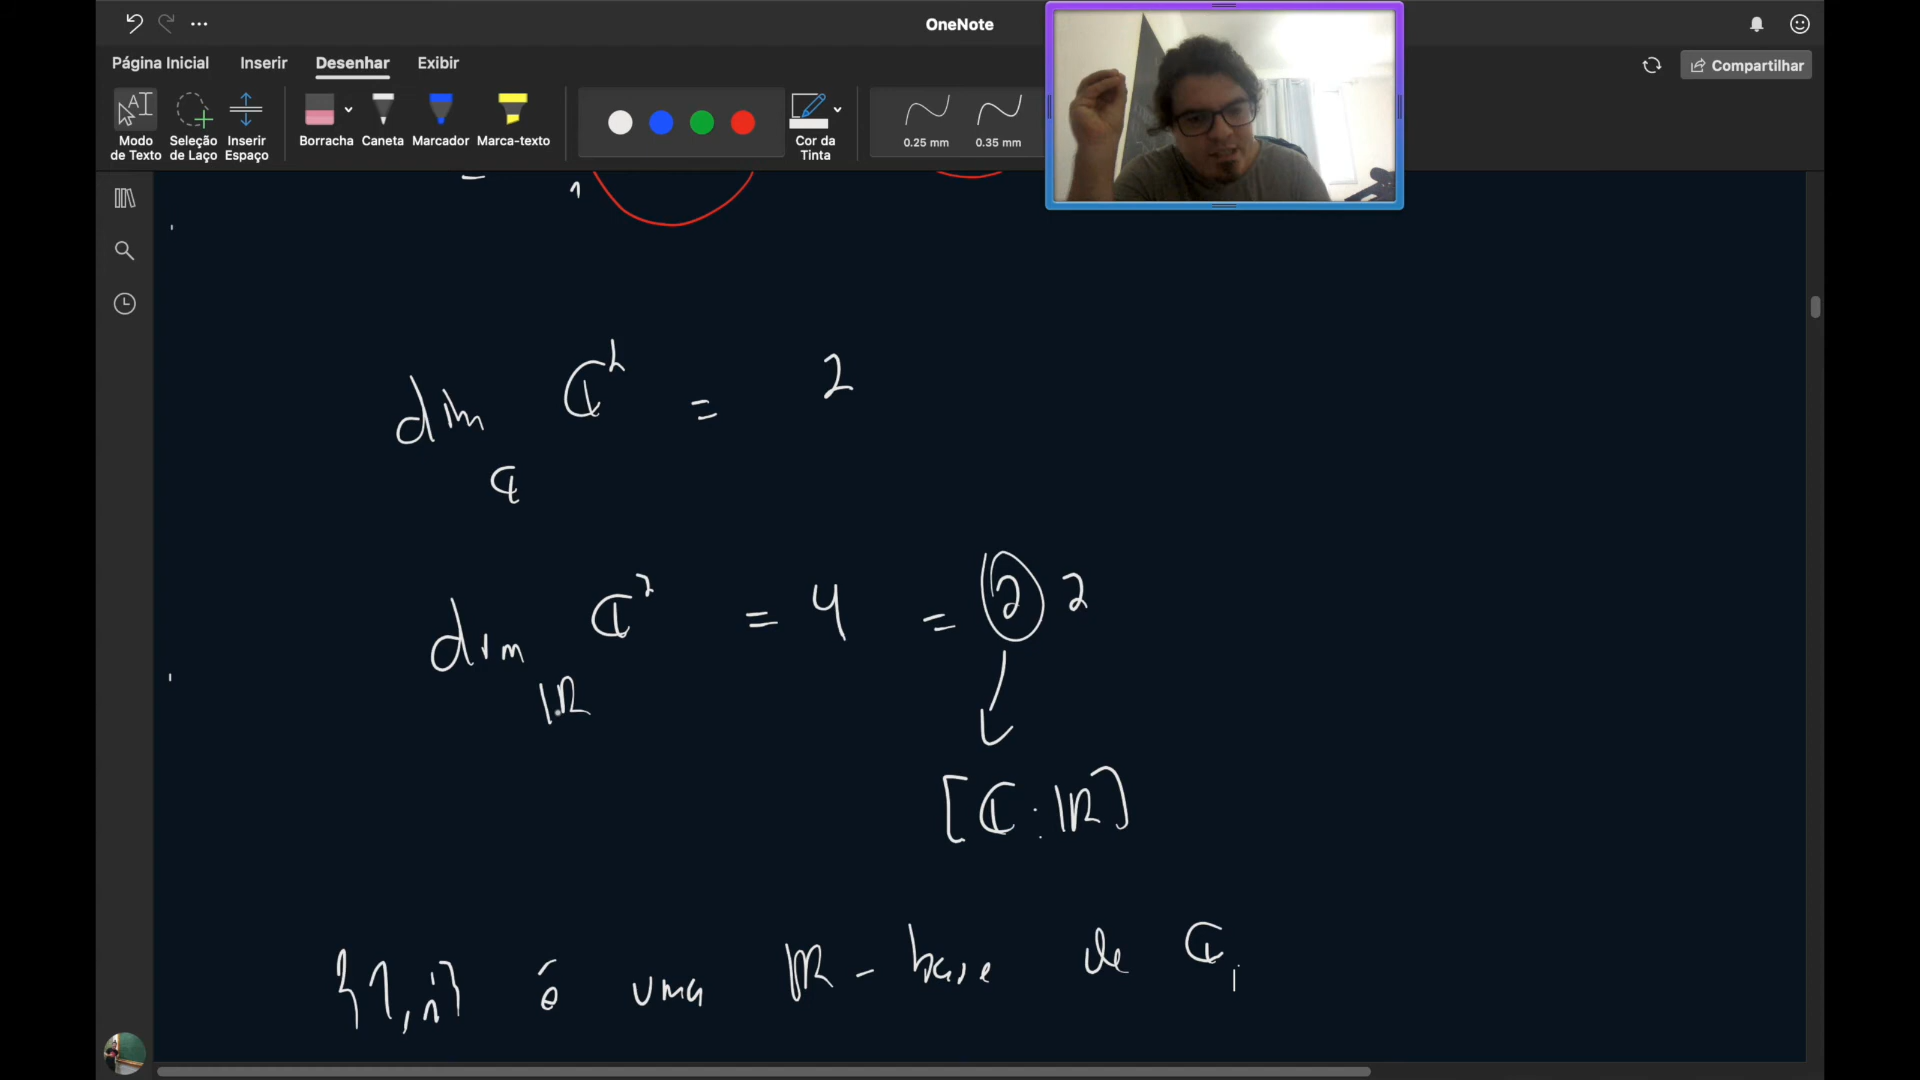 OneNote
Página Inicial Inserir Desenhar Exibir
Compartilhar
Modo de Texto
Seleção de Laço
Inserir Espaço
Borracha Caneta Marcador Marca-texto
Cor da Tinta
0.25 mm 0.35 mm
dim_ℂ ℂ² = 2
dim_ℝ ℂ² = 4 = 2 2
[ℂ:ℝ]
{1,i} é uma ℝ-base de ℂ,